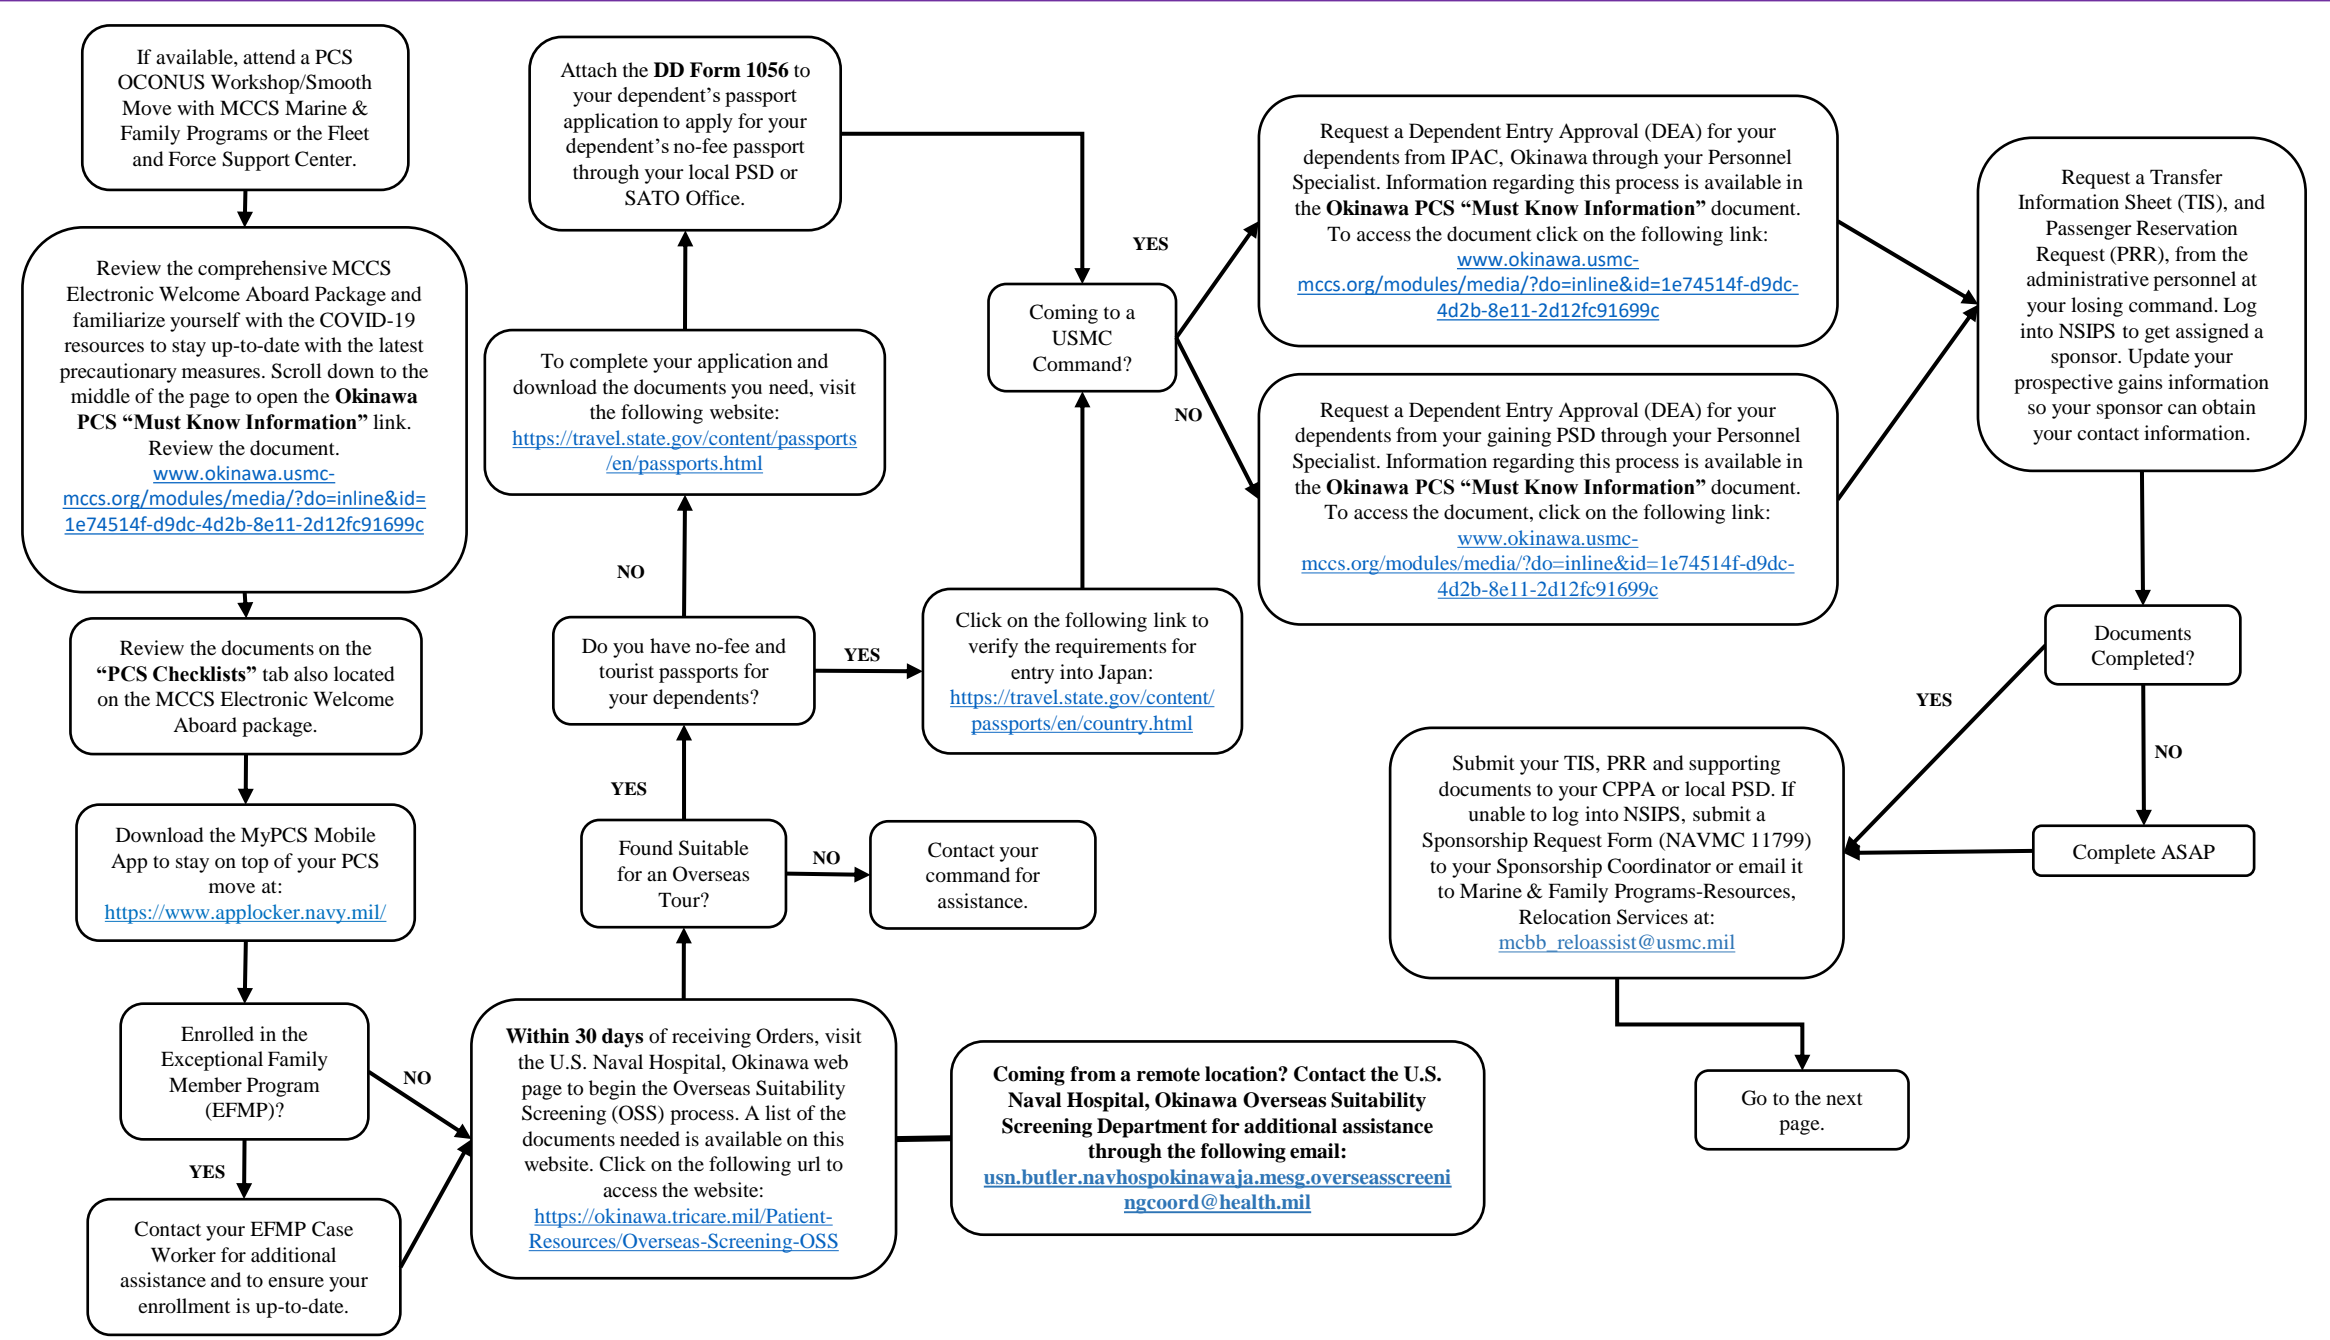 If available, attend a PCS
OCONUS Workshop/Smooth
Move with MCCS Marine &
Family Programs or the Fleet
and Force Support Center.
Review the comprehensive MCCS
Electronic Welcome Aboard Package and
familiarize yourself with the COVID-19
resources to stay up-to-date with the latest
precautionary measures. Scroll down to the
middle of the page to open the Okinawa
PCS “Must Know Information” link.
Review the document.
www.okinawa.usmc-
mccs.org/modules/media/?do=inline&id=
1e74514f-d9dc-4d2b-8e11-2d12fc91699c
Review the documents on the
“PCS Checklists” tab also located
on the MCCS Electronic Welcome
Aboard package.
Download the MyPCS Mobile
App to stay on top of your PCS
move at:
https://www.applocker.navy.mil/
Enrolled in the
Exceptional Family
Member Program
(EFMP)?
NO
YES
Contact your EFMP Case
Worker for additional
assistance and to ensure your
enrollment is up-to-date.
Within 30 days of receiving Orders, visit
the U.S. Naval Hospital, Okinawa web
page to begin the Overseas Suitability
Screening (OSS) process. A list of the
documents needed is available on this
website. Click on the following url to
access the website:
https://okinawa.tricare.mil/Patient-
Resources/Overseas-Screening-OSS
Coming from a remote location? Contact the U.S.
Naval Hospital, Okinawa Overseas Suitability
Screening Department for additional assistance
through the following email:
usn.butler.navhospokinawaja.mesg.overseasscreeni
ngcoord@health.mil
Found Suitable
for an Overseas
Tour?
NO
Contact your
command for
assistance.
YES
Do you have no-fee and
tourist passports for
your dependents?
YES
Click on the following link to
verify the requirements for
entry into Japan:
https://travel.state.gov/content/
passports/en/country.html
NO
To complete your application and
download the documents you need, visit
the following website:
https://travel.state.gov/content/passports
/en/passports.html
Attach the DD Form 1056 to
your dependent’s passport
application to apply for your
dependent’s no-fee passport
through your local PSD or
SATO Office.
Coming to a
USMC
Command?
YES
Request a Dependent Entry Approval (DEA) for your
dependents from IPAC, Okinawa through your Personnel
Specialist. Information regarding this process is available in
the Okinawa PCS “Must Know Information” document.
To access the document click on the following link:
www.okinawa.usmc-
mccs.org/modules/media/?do=inline&id=1e74514f-d9dc-
4d2b-8e11-2d12fc91699c
NO
Request a Dependent Entry Approval (DEA) for your
dependents from your gaining PSD through your Personnel
Specialist. Information regarding this process is available in
the Okinawa PCS “Must Know Information” document.
To access the document, click on the following link:
www.okinawa.usmc-
mccs.org/modules/media/?do=inline&id=1e74514f-d9dc-
4d2b-8e11-2d12fc91699c
Request a Transfer
Information Sheet (TIS), and
Passenger Reservation
Request (PRR), from the
administrative personnel at
your losing command. Log
into NSIPS to get assigned a
sponsor. Update your
prospective gains information
so your sponsor can obtain
your contact information.
Documents
Completed?
YES
NO
Complete ASAP
Submit your TIS, PRR and supporting
documents to your CPPA or local PSD. If
unable to log into NSIPS, submit a
Sponsorship Request Form (NAVMC 11799)
to your Sponsorship Coordinator or email it
to Marine & Family Programs-Resources,
Relocation Services at:
mcbb_reloassist@usmc.mil
Go to the next
page.